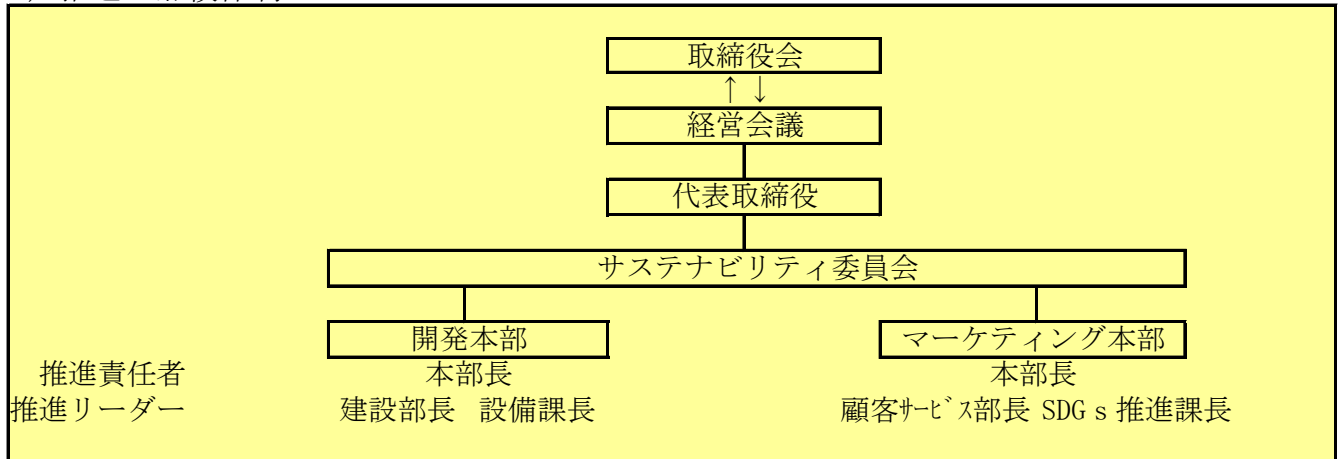 取締役会
↑ ↓
経営会議
代表取締役
サステナビリティ委員会
開発本部 マーケティング本部
推進責任者 本部長 本部長
推進リーダー 建設部長 設備課長 顧客ｻｰﾋﾞｽ部長 SDGｓ推進課長